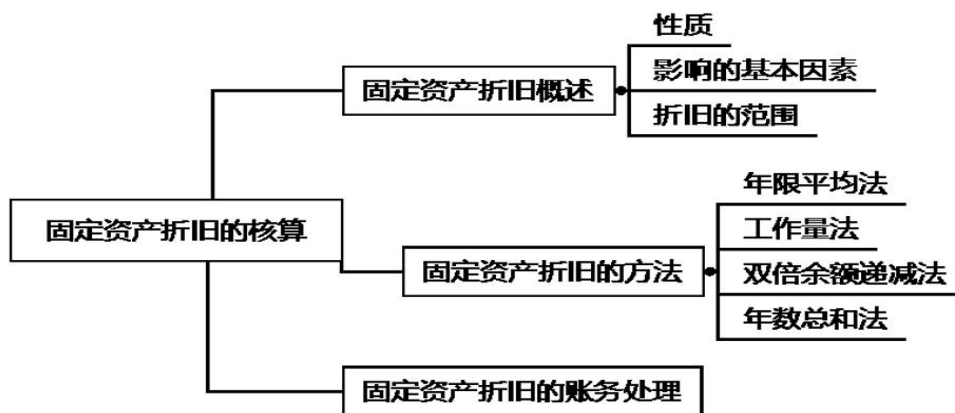 性质
固定资产折旧概述
影响的基本因素
折旧的范围
固定资产折旧的核算
年限平均法
工作量法
固定资产折旧的方法
双倍余额递减法
年数总和法
固定资产折旧的账务处理